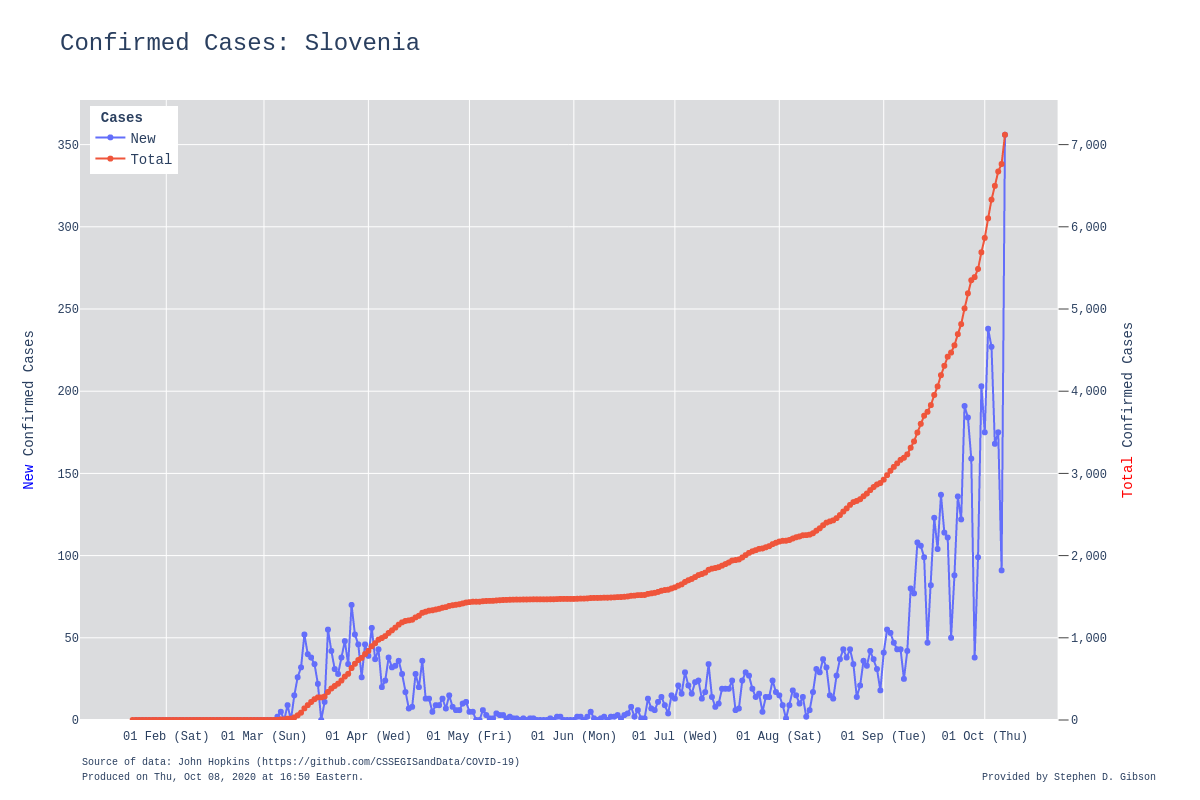 Confirmed Cases: Slovenia
Cases
New
Total
350
300
250
200
150
100
50
0
7,000
6,000
5,000
4,000
3,000
2,000
1,000
0
New Confirmed Cases
Total Confirmed Cases
01 Feb (Sat) 01 Mar (Sun) 01 Apr (Wed) 01 May (Fri) 01 Jun (Mon) 01 Jul (Wed) 01 Aug (Sat) 01 Sep (Tue) 01 Oct (Thu)
Source of data: John Hopkins (https://github.com/CSSEGISandData/COVID-19)
Produced on Thu, Oct 08, 2020 at 16:50 Eastern.
Provided by Stephen D. Gibson